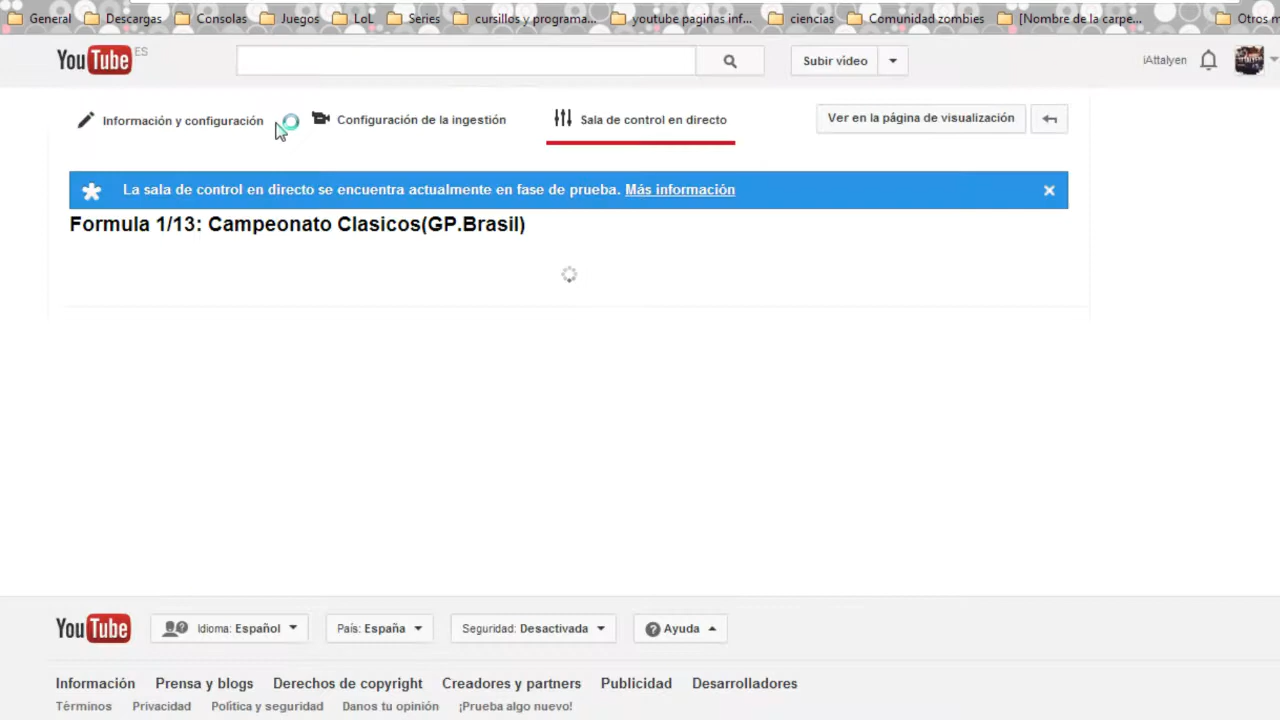 General Descargas Consolas Juegos LoL Series cursillos y programa... youtube paginas inf... ciencias Comunidad zombies [Nombre de la carpe... Otros m
YouTube ES Subir vídeo iAttalyen
Información y configuración Configuración de la ingestión Sala de control en directo Ver en la página de visualización
La sala de control en directo se encuentra actualmente en fase de prueba. Más información
Formula 1/13: Campeonato Clasicos(GP.Brasil)
YouTube Idioma: Español País: España Seguridad: Desactivada Ayuda
Información Prensa y blogs Derechos de copyright Creadores y partners Publicidad Desarrolladores
Términos Privacidad Política y seguridad Danos tu opinión ¡Prueba algo nuevo!